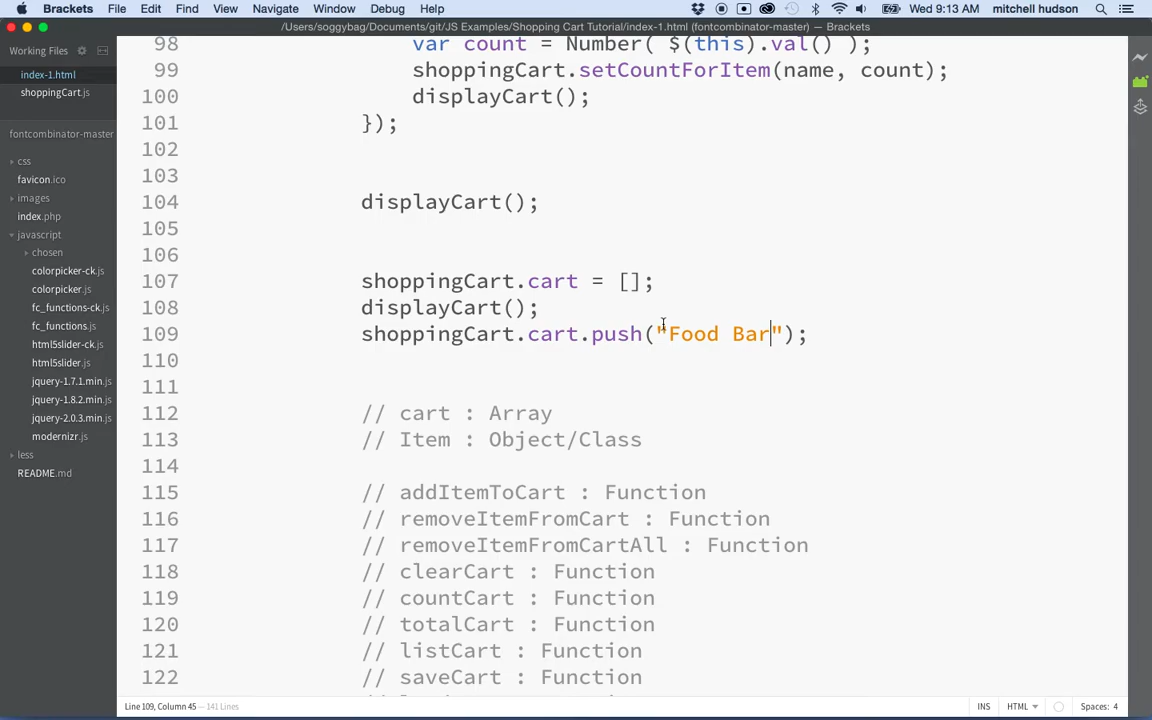 Brackets File Edit Find View Navigate Window Debug Help Wed 9:13 AM mitchell hudson
/Users/soggybag/Documents/git/JS Examples/Shopping Cart Tutorial/index-1.html (fontcombinator-master) — Brackets
Working Files
index-1.html
shoppingCart.js
fontcombinator-master
css
favicon.ico
images
index.php
javascript
chosen
colorpicker-ck.js
colorpicker.js
fc_functions-ck.js
fc_functions.js
html5slider-ck.js
html5slider.js
jquery-1.7.1.min.js
jquery-1.8.2.min.js
jquery-2.0.3.min.js
modernizr.js
less
README.md
98 var count = Number( $(this).val() );
99 shoppingCart.setCountForItem(name, count);
100 displayCart();
101 });
102
103
104 displayCart();
105
106
107 shoppingCart.cart = [];
108 displayCart();
109 shoppingCart.cart.push("Food Bar");
110
111
112 // cart : Array
113 // Item : Object/Class
114
115 // addItemToCart : Function
116 // removeItemFromCart : Function
117 // removeItemFromCartAll : Function
118 // clearCart : Function
119 // countCart : Function
120 // totalCart : Function
121 // listCart : Function
122 // saveCart : Function
Line 109, Column 45 — 141 Lines
INS HTML Spaces: 4